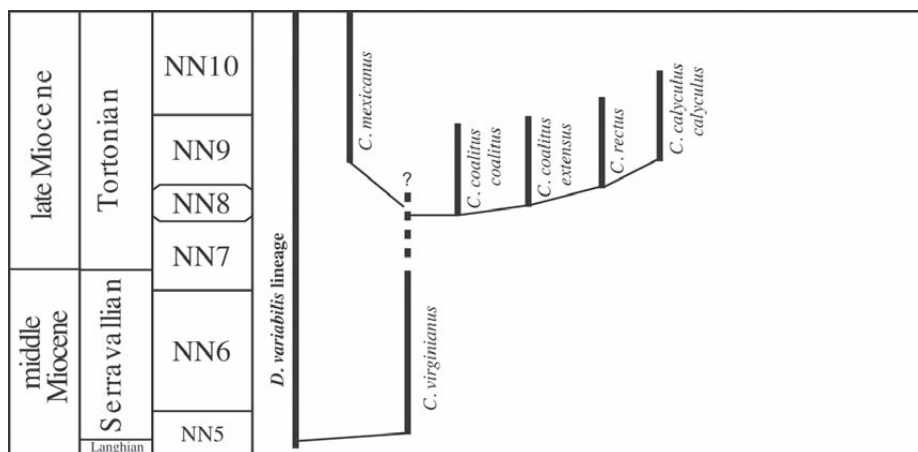 late Miocene
middle
Miocene
Tortonian
Serravallian
Langhian
NN10
NN9
NN8
NN7
NN6
NN5
D. variabilis lineage
C. mexicanus
?
C. virginianus
C. coalitus
coalitus
C. coalitus
extensus
C. rectus
C. calyculus
calyculus